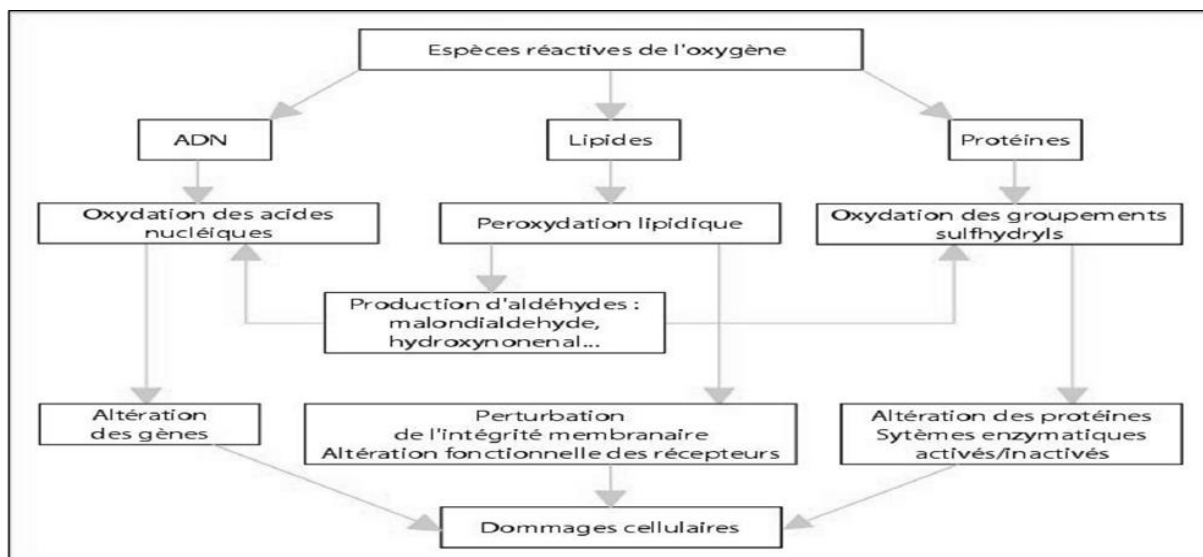 Espèces réactives de l'oxygène
ADN
Lipides
Protéines
Oxydation des acides
nucléiques
Peroxydation lipidique
Oxydation des groupements
sulfhydryls
Production d'aldéhydes :
malondialdehyde,
hydroxynonenal...
Altération
des gènes
Perturbation
de l'intégrité membranaire
Altération fonctionnelle des récepteurs
Altération des protéines
Sytèmes enzymatiques
activés/inactivés
Dommages cellulaires